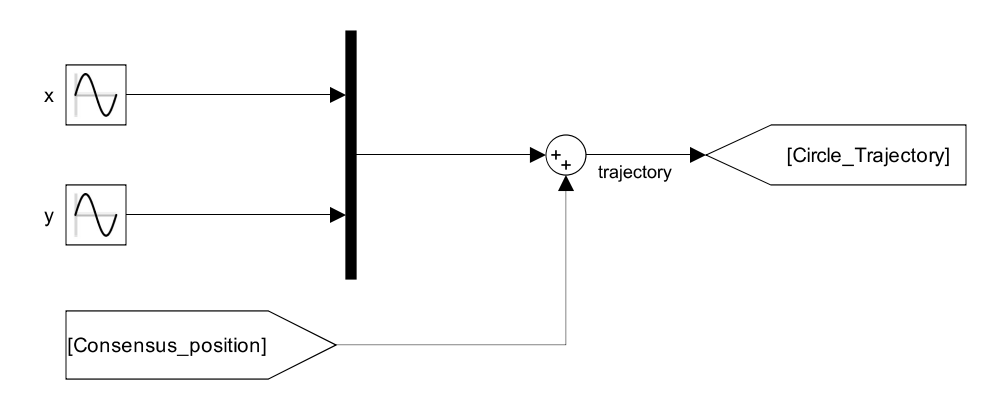 x
[Circle_Trajectory]
++
trajectory
y
[Consensus_position]